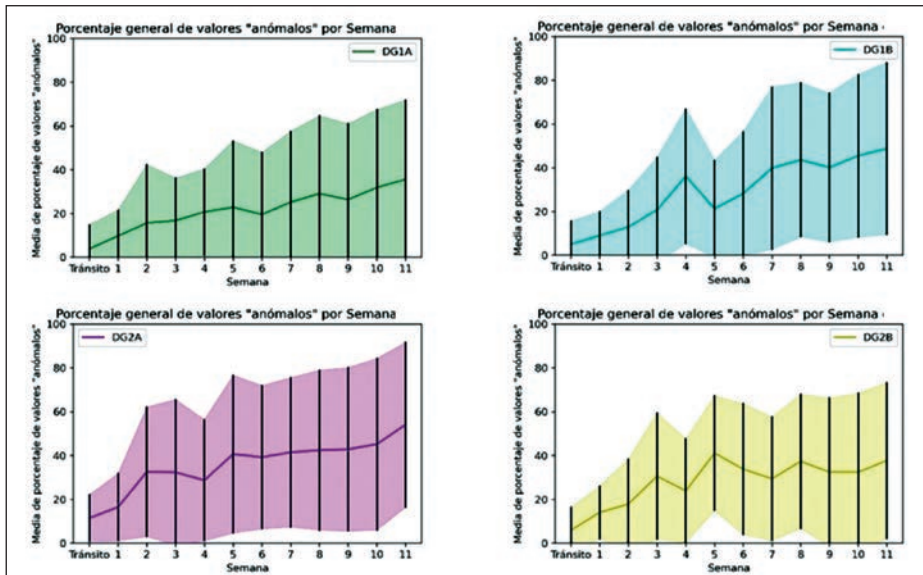 Porcentaje general de valores "anómalos" por Semana
Media de porcentaje de valores "anómalos"
100
80
60
40
20
0
DG1A
Tránsito 1 2 3 4 5 6 7 8 9 10 11
Semana
Porcentaje general de valores "anómalos" por Semana
Media de porcentaje de valores "anómalos"
100
80
60
40
20
0
DG1B
Tránsito 1 2 3 4 5 6 7 8 9 10 11
Semana
Porcentaje general de valores "anómalos" por Semana
Media de porcentaje de valores "anómalos"
100
80
60
40
20
0
DG2A
Tránsito 1 2 3 4 5 6 7 8 9 10 11
Semana
Porcentaje general de valores "anómalos" por Semana
Media de porcentaje de valores "anómalos"
100
80
60
40
20
0
DG2B
Tránsito 1 2 3 4 5 6 7 8 9 10 11
Semana